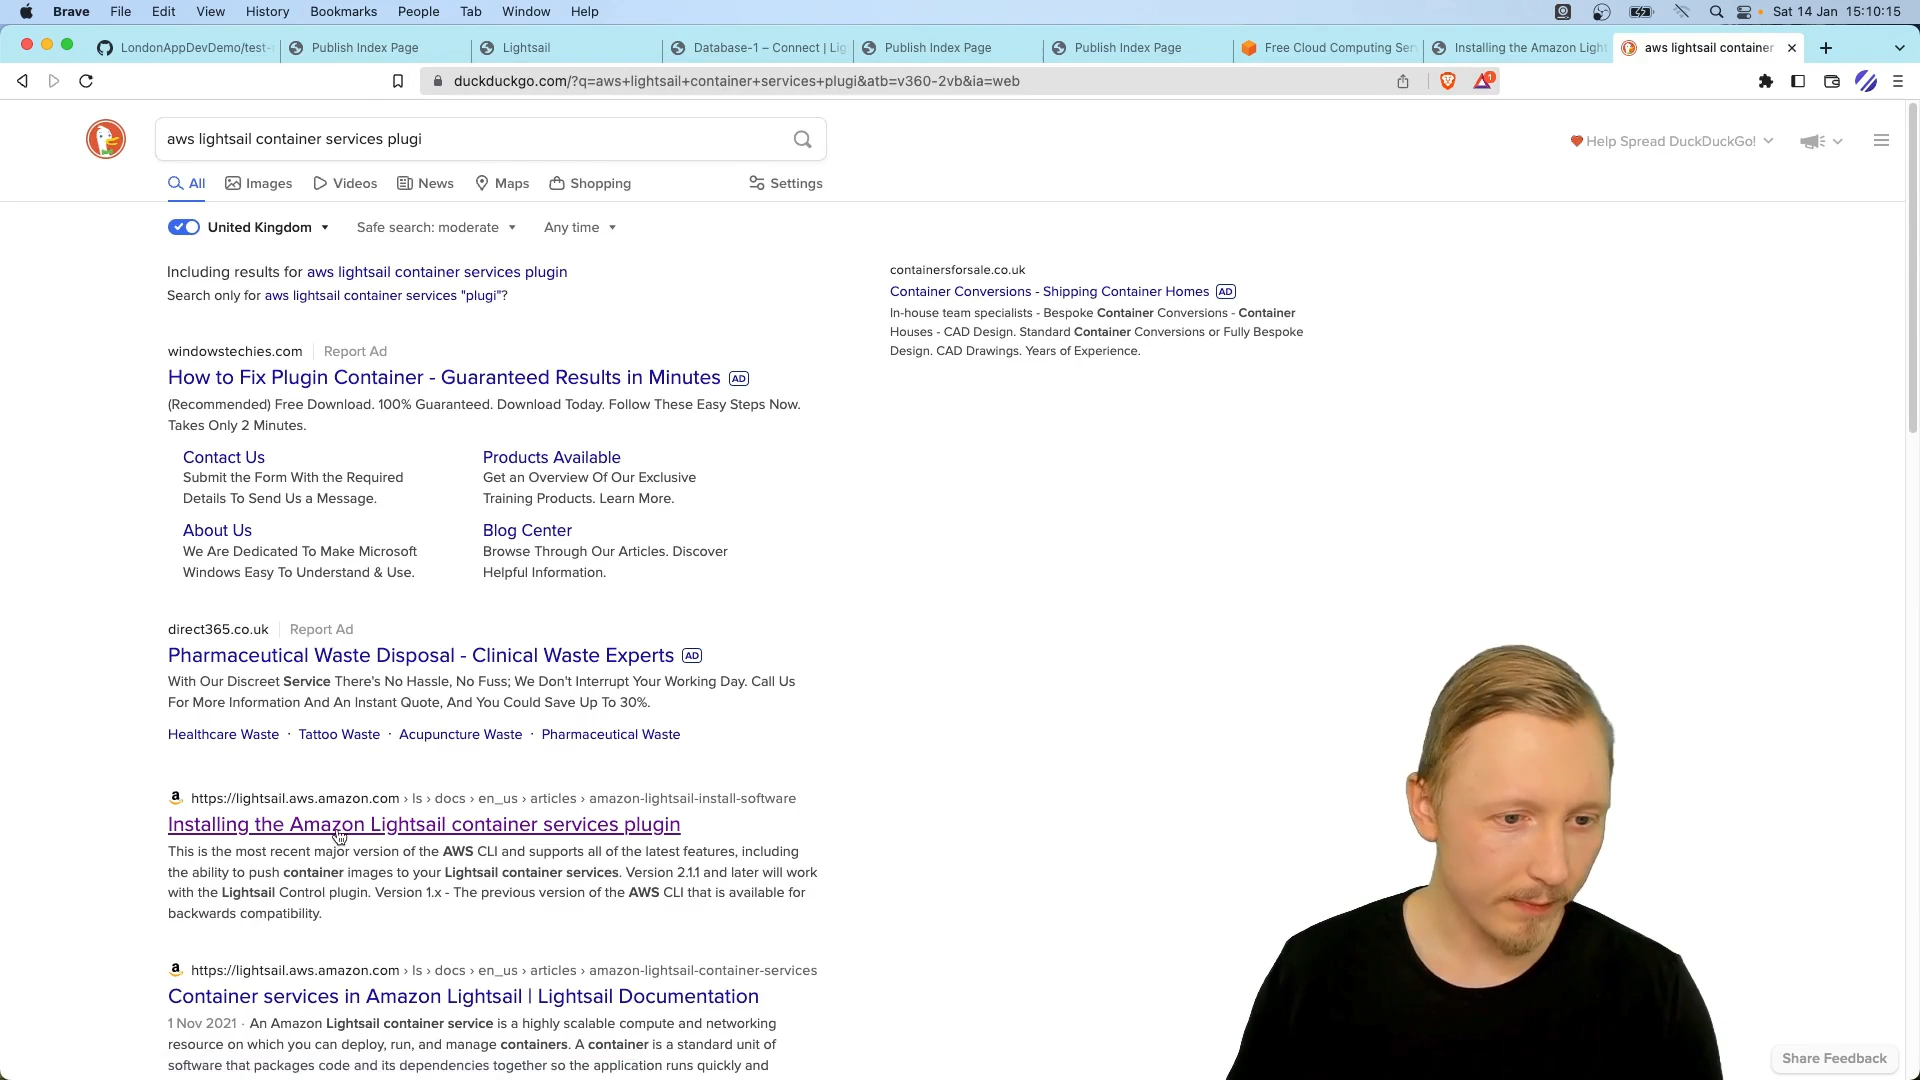 Brave File Edit View History Bookmarks People Tab Window Help Sat 14 Jan 15:10:15
LondonAppDevDemo/test- Publish Index Page Lightsail Database-1 – Connect | Lig Publish Index Page Publish Index Page Free Cloud Computing Ser Installing the Amazon Light aws lightsail container
duckduckgo.com/?q=aws+lightsail+container+services+plugi&atb=v360-2vb&ia=web 1
aws lightsail container services plugi
Help Spread DuckDuckGo!
All Images Videos News Maps Shopping Settings
United Kingdom Safe search: moderate Any time
Including results for aws lightsail container services plugin
Search only for aws lightsail container services "plugi"?
windowstechies.com Report Ad
How to Fix Plugin Container - Guaranteed Results in Minutes AD
(Recommended) Free Download. 100% Guaranteed. Download Today. Follow These Easy Steps Now.
Takes Only 2 Minutes.
Contact Us
Submit the Form With the Required
Details To Send Us a Message.
Products Available
Get an Overview Of Our Exclusive
Training Products. Learn More.
About Us
We Are Dedicated To Make Microsoft
Windows Easy To Understand & Use.
Blog Center
Browse Through Our Articles. Discover
Helpful Information.
direct365.co.uk Report Ad
Pharmaceutical Waste Disposal - Clinical Waste Experts AD
With Our Discreet Service There's No Hassle, No Fuss; We Don't Interrupt Your Working Day. Call Us
For More Information And An Instant Quote, And You Could Save Up To 30%.
Healthcare Waste · Tattoo Waste · Acupuncture Waste · Pharmaceutical Waste
https://lightsail.aws.amazon.com › ls › docs › en_us › articles › amazon-lightsail-install-software
Installing the Amazon Lightsail container services plugin
This is the most recent major version of the AWS CLI and supports all of the latest features, including
the ability to push container images to your Lightsail container services. Version 2.1.1 and later will work
with the Lightsail Control plugin. Version 1.x - The previous version of the AWS CLI that is available for
backwards compatibility.
https://lightsail.aws.amazon.com › ls › docs › en_us › articles › amazon-lightsail-container-services
Container services in Amazon Lightsail | Lightsail Documentation
1 Nov 2021 · An Amazon Lightsail container service is a highly scalable compute and networking
resource on which you can deploy, run, and manage containers. A container is a standard unit of
software that packages code and its dependencies together so the application runs quickly and
containersforsale.co.uk
Container Conversions - Shipping Container Homes AD
In-house team specialists - Bespoke Container Conversions - Container
Houses - CAD Design. Standard Container Conversions or Fully Bespoke
Design. CAD Drawings. Years of Experience.
Share Feedback